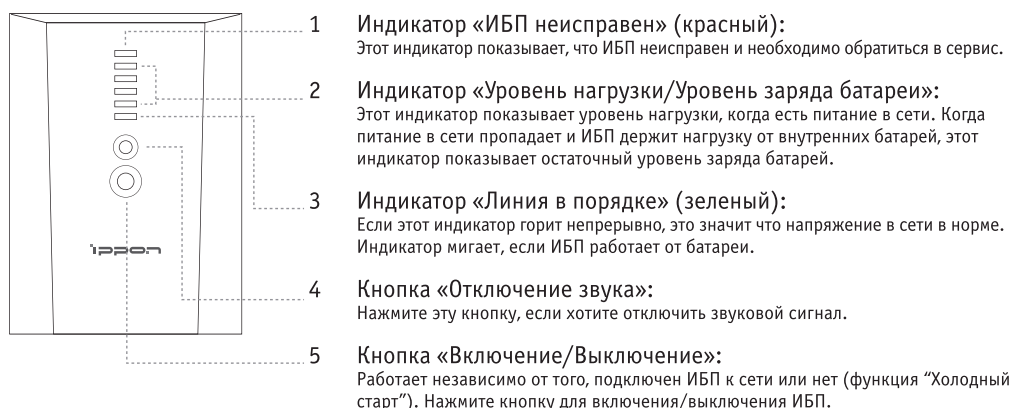 1 Индикатор «ИБП неисправен» (красный):
Этот индикатор показывает, что ИБП неисправен и необходимо обратиться в сервис.
2 Индикатор «Уровень нагрузки/Уровень заряда батареи»:
Этот индикатор показывает уровень нагрузки, когда есть питание в сети. Когда
питание в сети пропадает и ИБП держит нагрузку от внутренних батарей, этот
индикатор показывает остаточный уровень заряда батарей.
3 Индикатор «Линия в порядке» (зеленый):
Если этот индикатор горит непрерывно, это значит что напряжение в сети в норме.
Индикатор мигает, если ИБП работает от батареи.
ippon
4 Кнопка «Отключение звука»:
Нажмите эту кнопку, если хотите отключить звуковой сигнал.
5 Кнопка «Включение/Выключение»:
Работает независимо от того, подключен ИБП к сети или нет (функция “Холодный
старт”). Нажмите кнопку для включения/выключения ИБП.